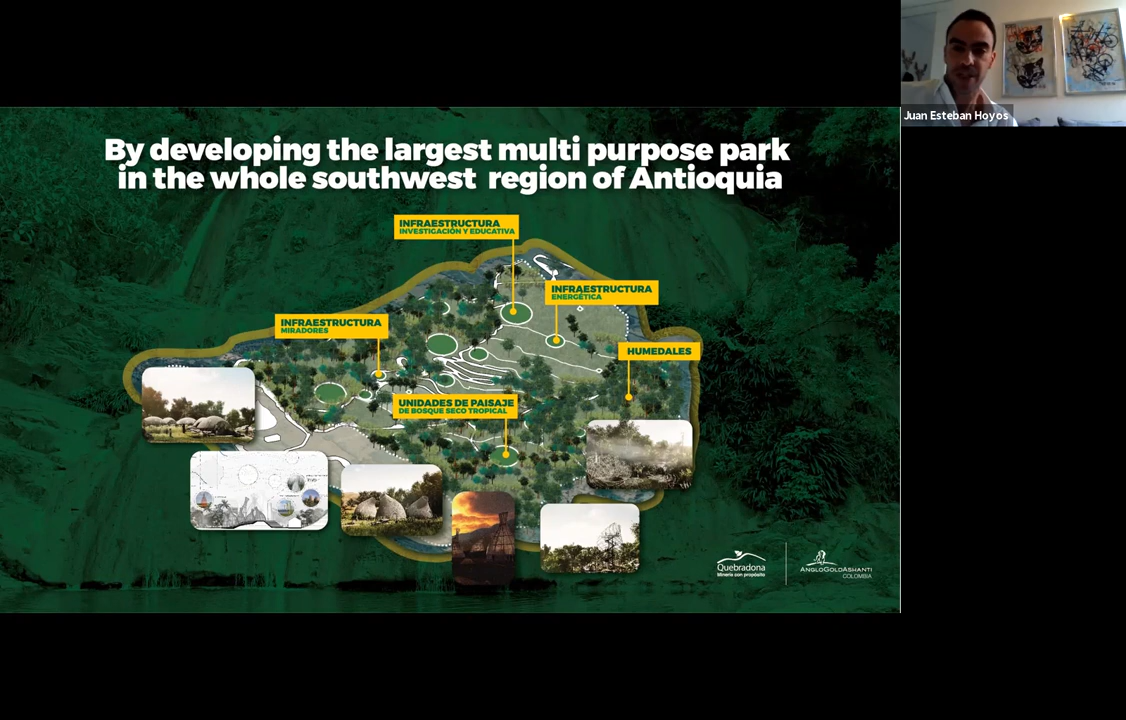 Juan Esteban Hoyos
By developing the largest multi purpose park
in the whole southwest region of Antioquia
INFRAESTRUCTURA
INVESTIGACIÓN Y EDUCATIVA
INFRAESTRUCTURA
ENERGÉTICA
INFRAESTRUCTURA
MIRADORES
HUMEDALES
UNIDADES DE PAISAJE
DE BOSQUE SECO TROPICAL
Quebradona
Minería con propósito
ANGLOGOLDASHANTI
COLOMBIA